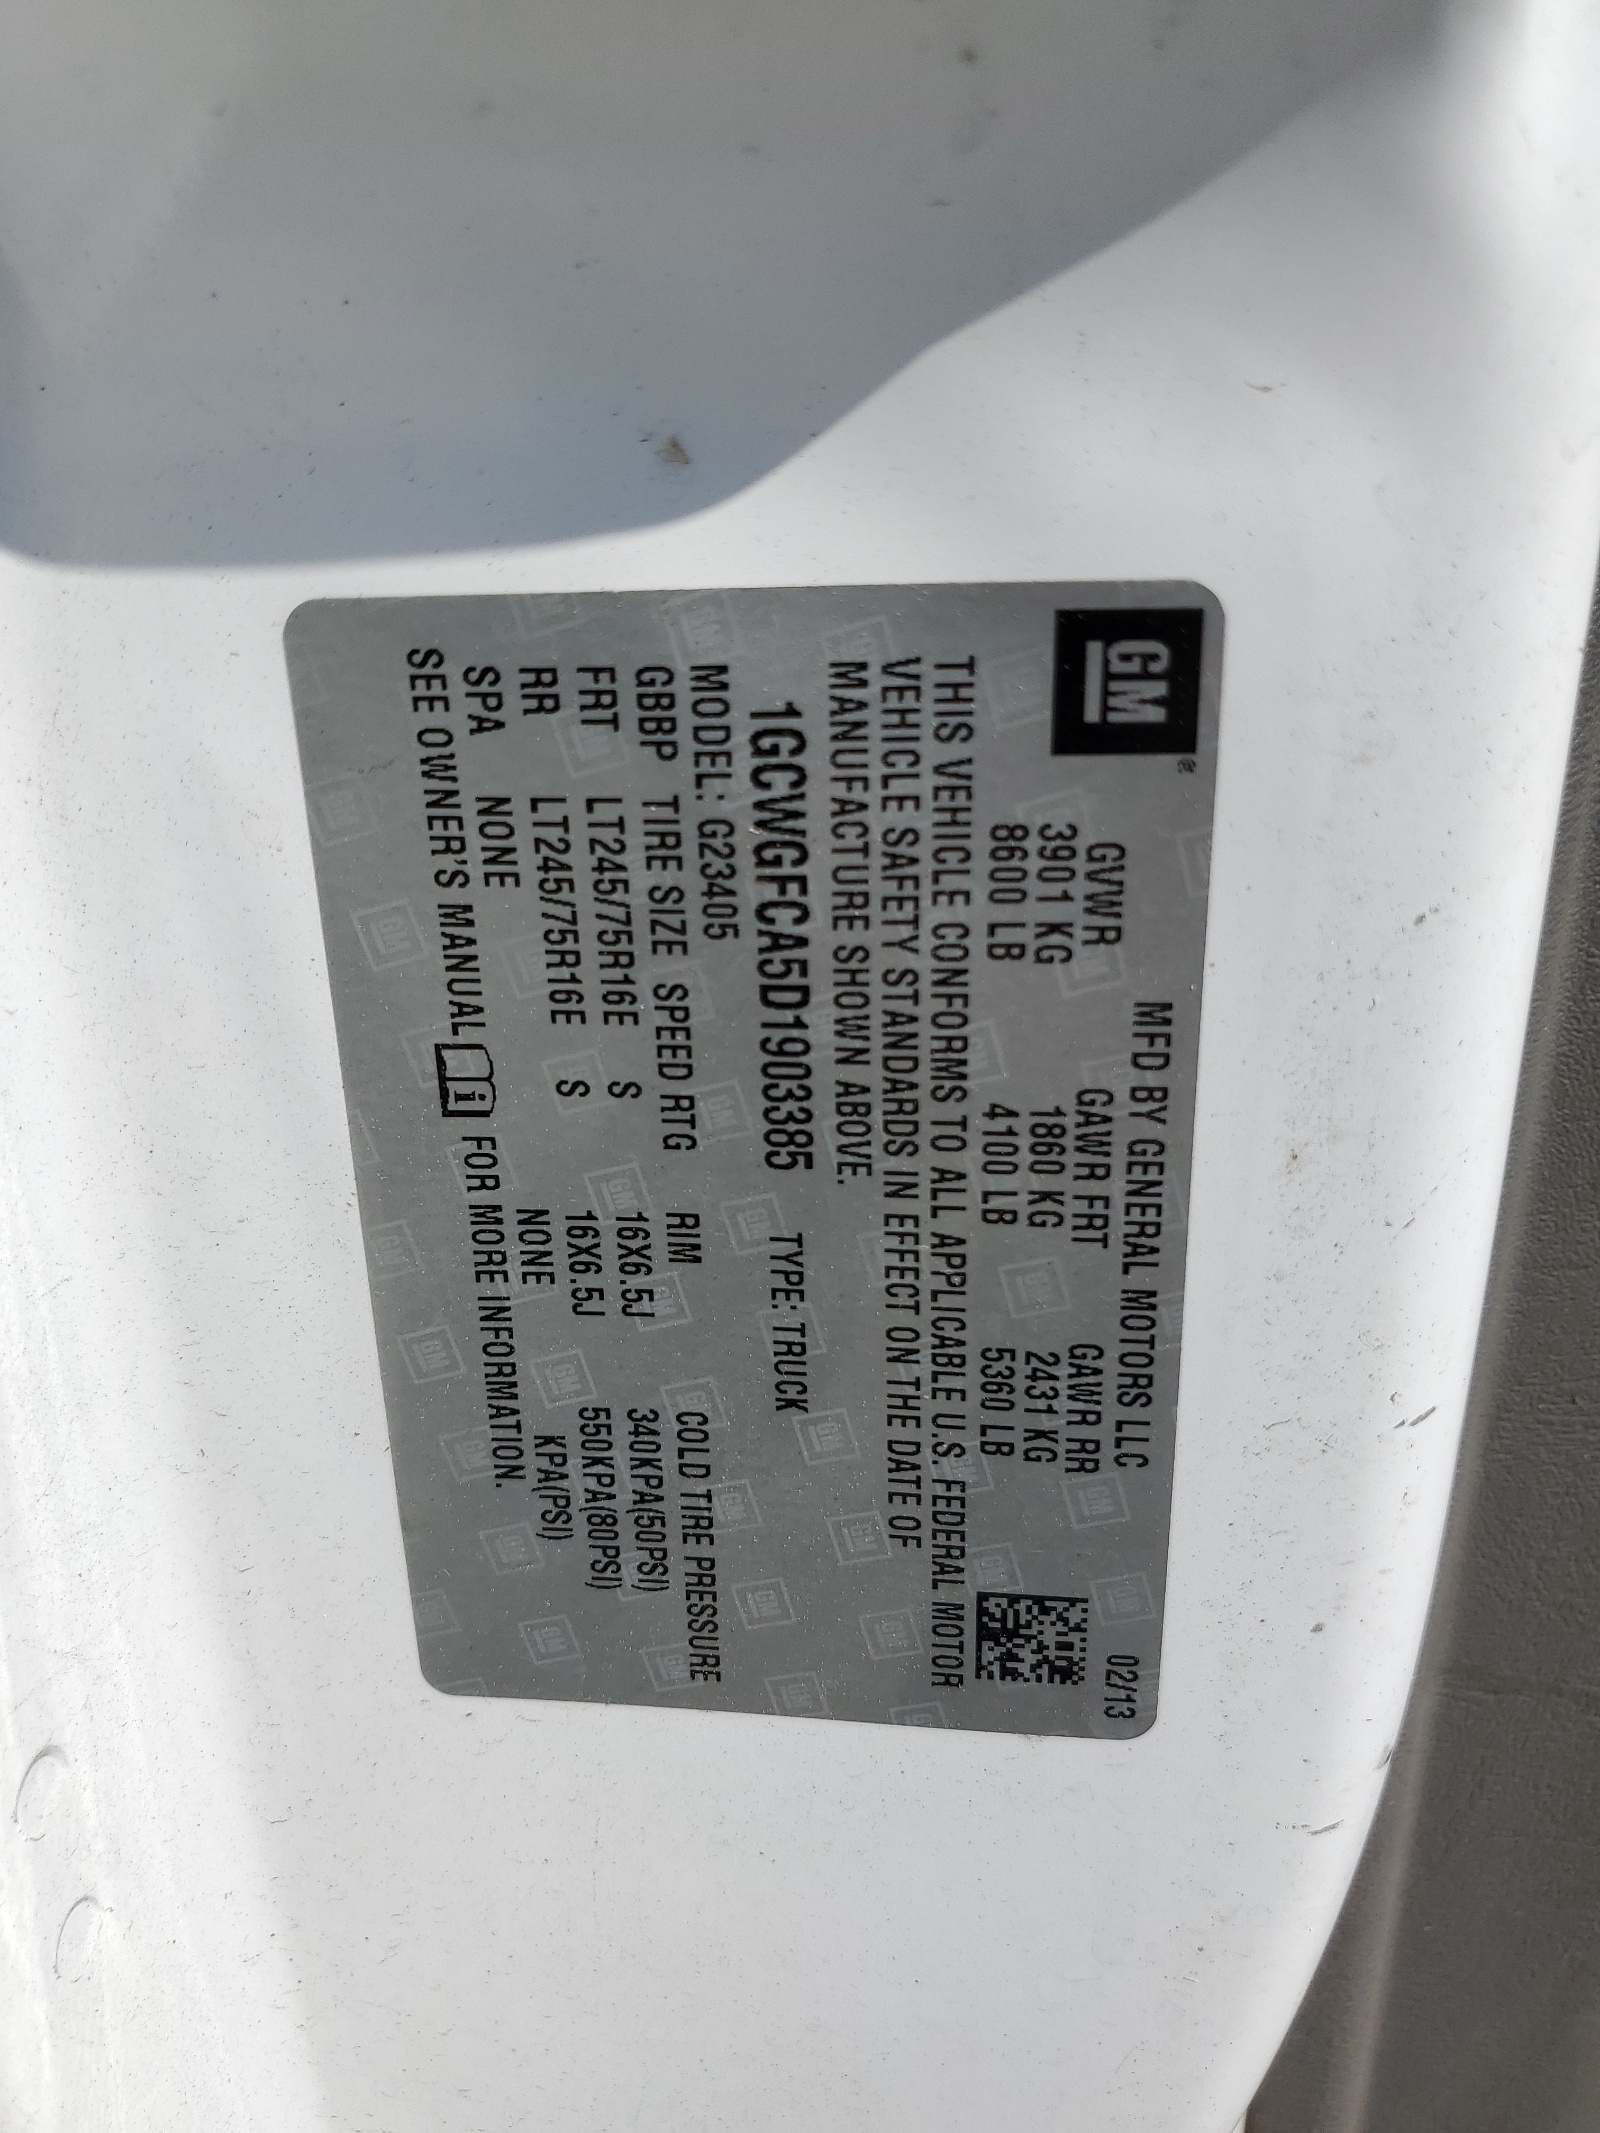 GM®
MFD BY GENERAL MOTORS LLC 02/13
GVWR GAWR FRT GAWR RR
3901 KG 1860 KG 2431 KG
8600 LB 4100 LB 5360 LB
THIS VEHICLE CONFORMS TO ALL APPLICABLE U.S. FEDERAL MOTOR
VEHICLE SAFETY STANDARDS IN EFFECT ON THE DATE OF
MANUFACTURE SHOWN ABOVE.
1GCWGFCA5D1903385 TYPE: TRUCK
MODEL: G23405
GBBP TIRE SIZE SPEED RTG RIM COLD TIRE PRESSURE
FRT LT245/75R16E S 16X6.5J 340KPA(50PSI)
RR LT245/75R16E S 16X6.5J 550KPA(80PSI)
SPA NONE NONE KPA(PSI)
SEE OWNER'S MANUAL i FOR MORE INFORMATION.